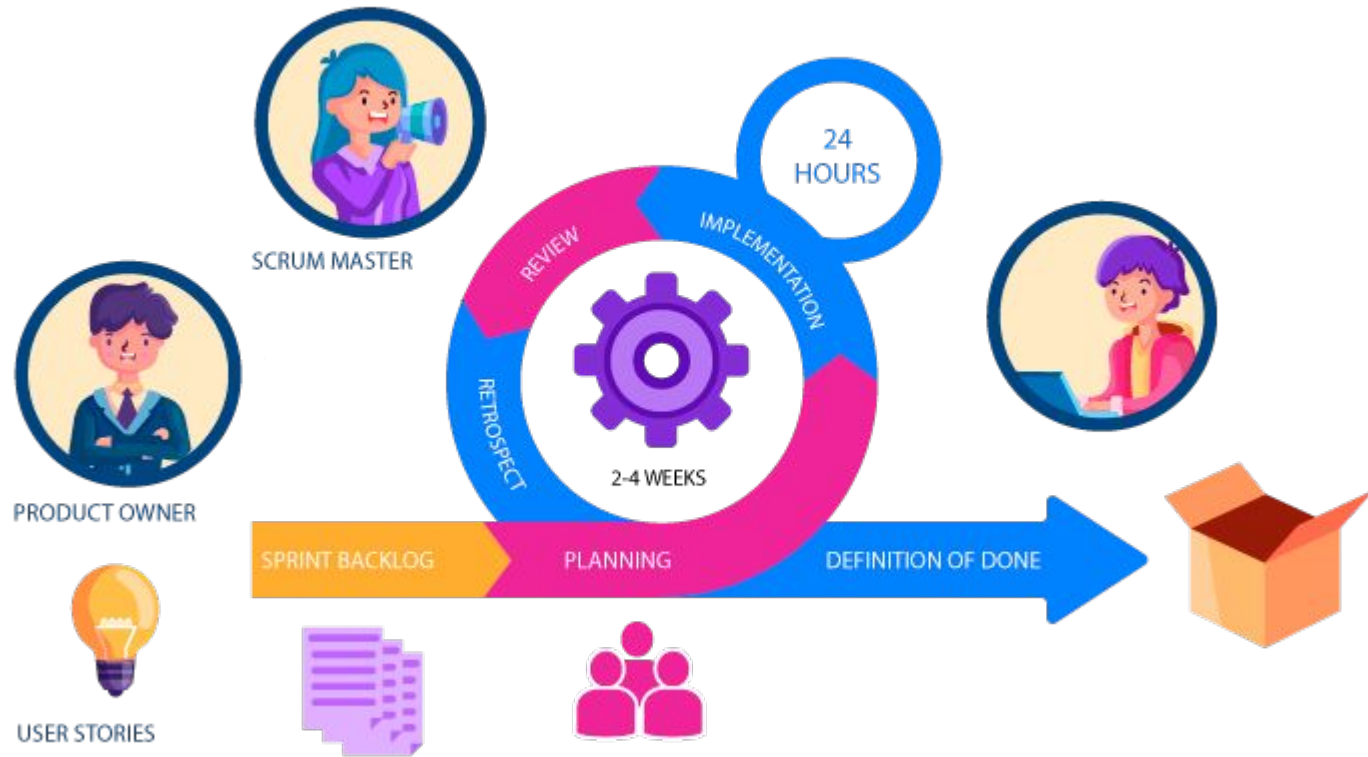 24
HOURS
SCRUM MASTER
REVIEW
IMPLEMENTATION
RETROSPECT
2-4 WEEKS
PRODUCT OWNER
SPRINT BACKLOG
PLANNING
DEFINITION OF DONE
USER STORIES